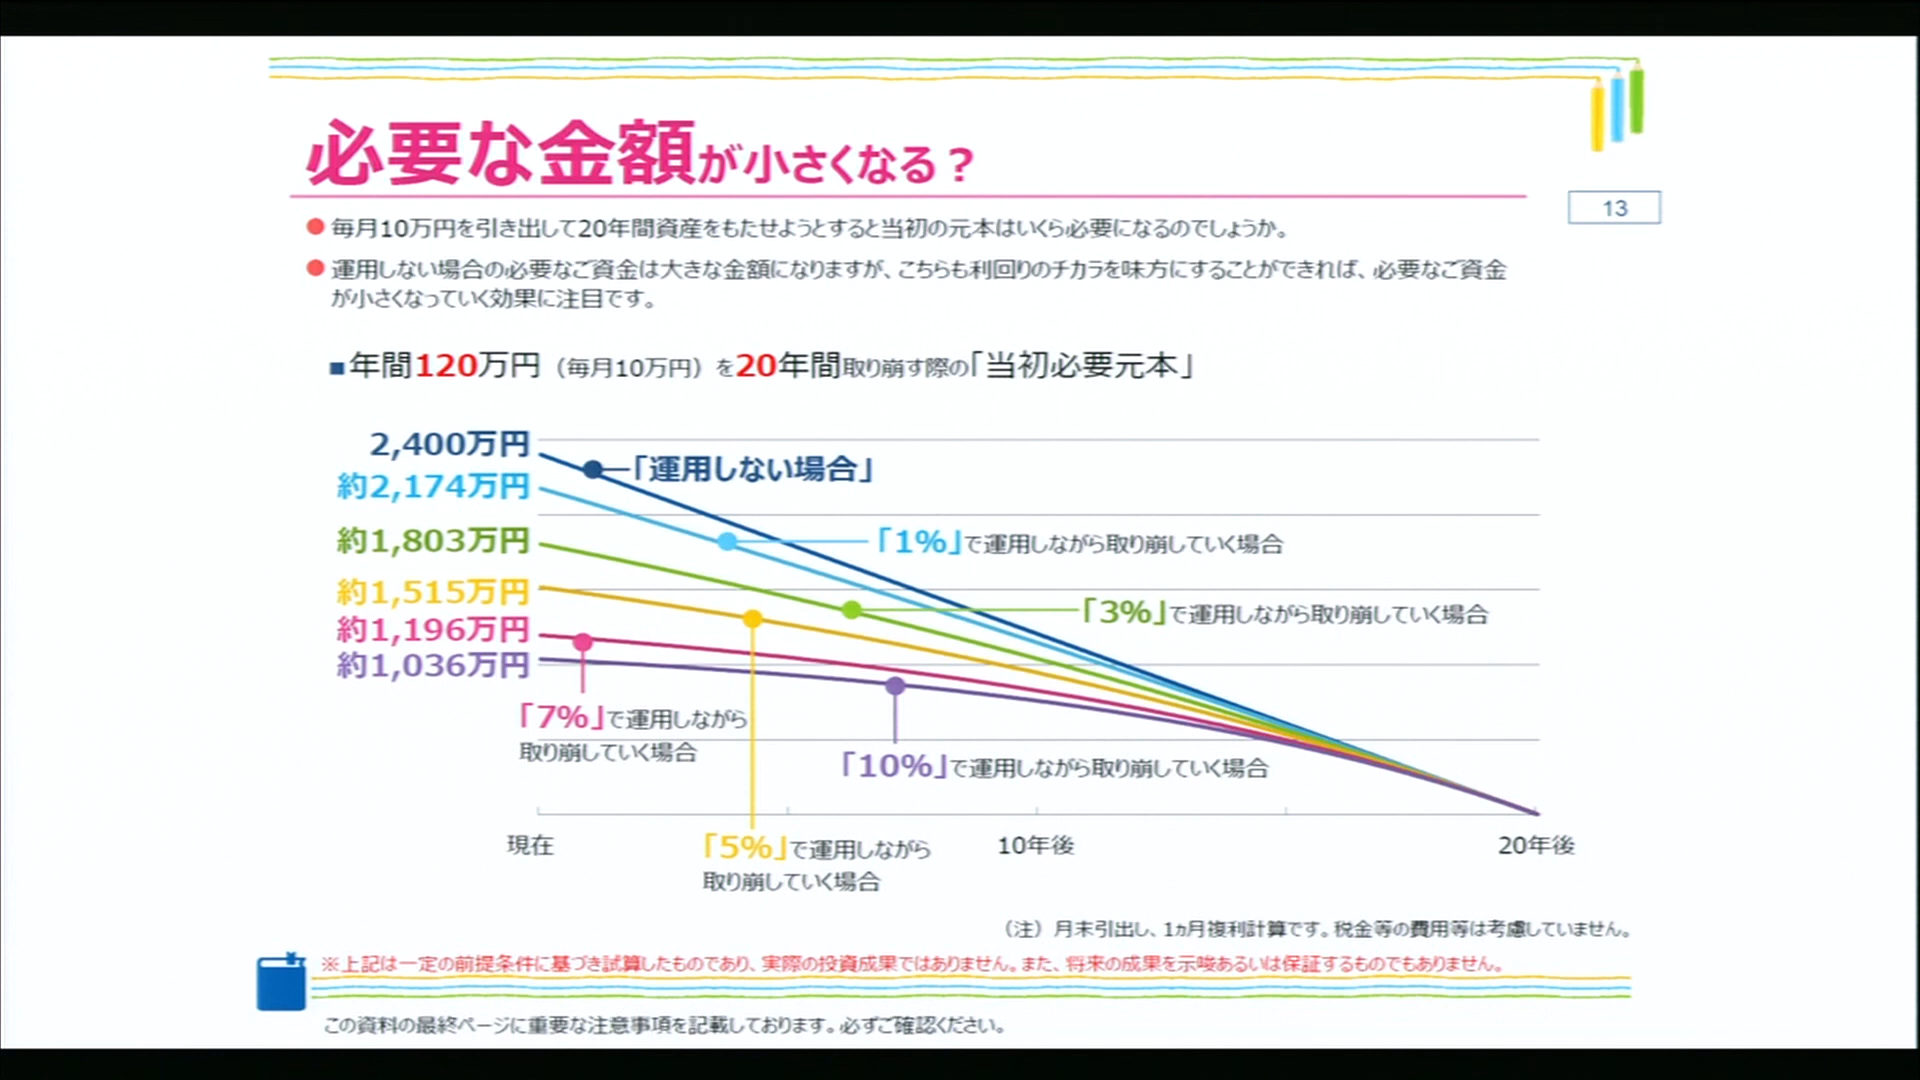 必要な金額が小さくなる？
13
●毎月10万円を引き出して20年間資産をもたせようとすると当初の元本はいくら必要になるのでしょうか。
●運用しない場合の必要なご資金は大きな金額になりますが、こちらも利回りのチカラを味方にすることができれば、必要なご資金
が小さくなっていく効果に注目です。
■年間120万円（毎月10万円）を20年間取り崩す際の「当初必要元本」
2,400万円
「運用しない場合」
約2,174万円
「1%」で運用しながら取り崩していく場合
約1,803万円
約1,515万円
「3%」で運用しながら取り崩していく場合
約1,196万円
約1,036万円
「7%」で運用しながら
取り崩していく場合
「10%」で運用しながら取り崩していく場合
「5%」で運用しながら
取り崩していく場合
現在
10年後
20年後
（注）月末引出し、1ヵ月複利計算です。税金等の費用等は考慮していません。
※上記は一定の前提条件に基づき試算したものであり、実際の投資成果ではありません。また、将来の成果を示唆あるいは保証するものでもありません。
この資料の最終ページに重要な注意事項を記載しております。必ずご確認ください。